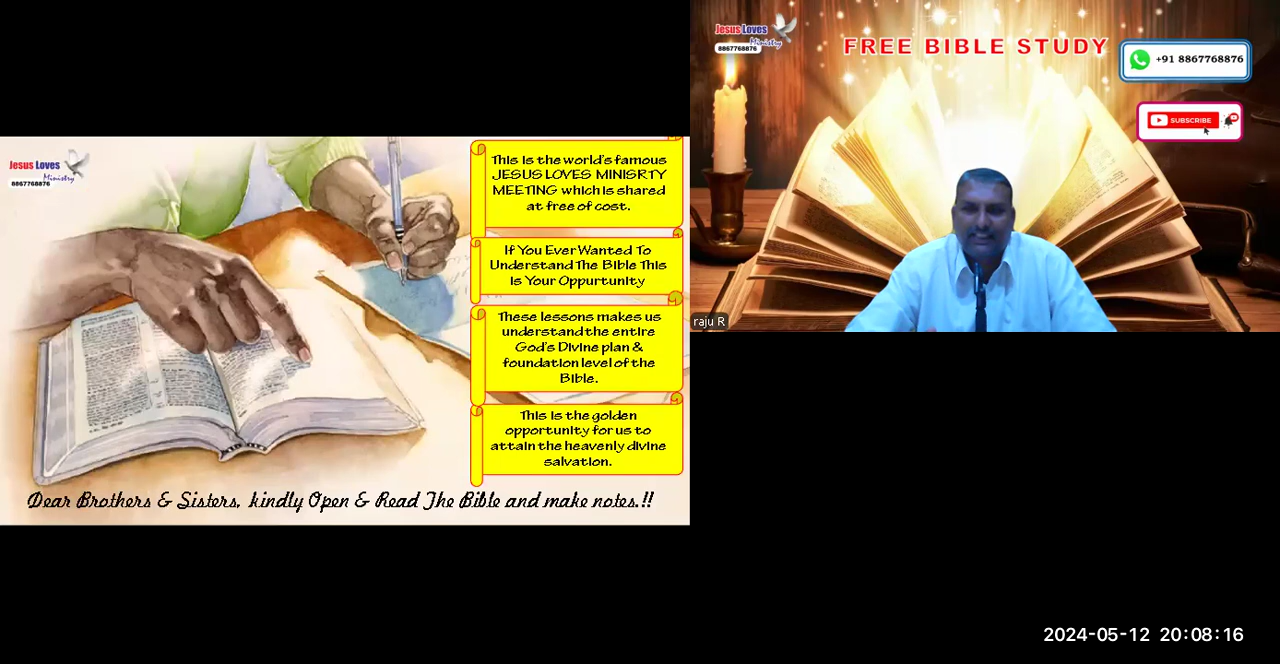 Jesus Loves
Ministry
8867768876
This is the world's famous
JESUS LOVES MINISRTY
MEETING which is shared
at free of cost.
If You Ever Wanted To
Understand The Bible This
is Your Oppurtunity
These lessons makes us
understand the entire
God's Divine plan &
foundation level of the
Bible.
This is the golden
opportunity for us to
attain the heavenly divine
salvation.
Dear Brothers & Sisters, kindly Open & Read The Bible and make notes.!!
Jesus Loves
Ministry
8867768876
FREE BIBLE STUDY
+91 8867768876
SUBSCRIBE
raju R
2024-05-12 20:08:16